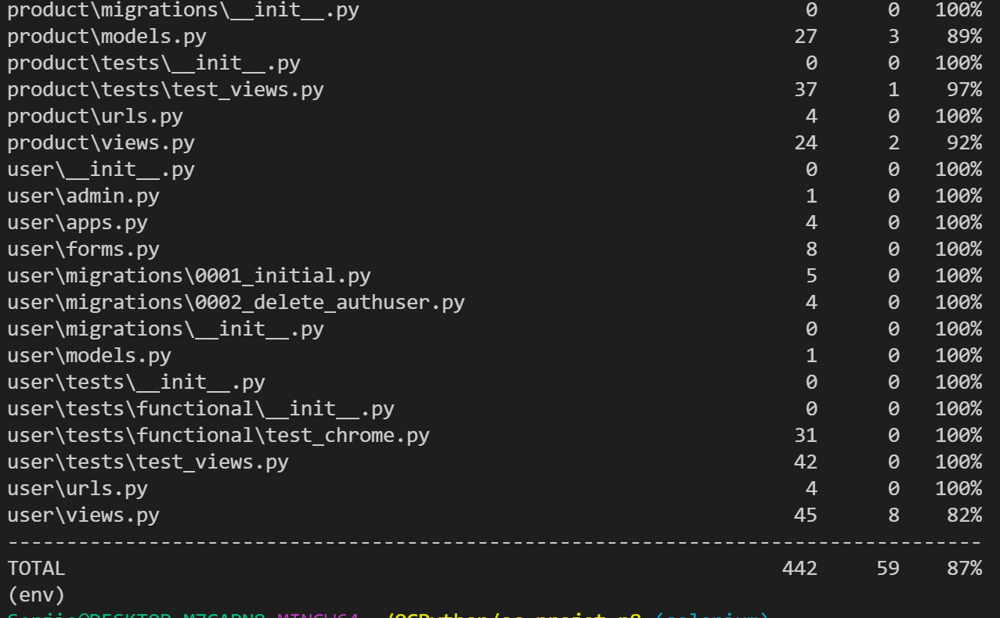 product\migrations\__init__.py 0 0 100%
product\models.py 27 3 89%
product\tests\__init__.py 0 0 100%
product\tests\test_views.py 37 1 97%
product\urls.py 4 0 100%
product\views.py 24 2 92%
user\__init__.py 0 0 100%
user\admin.py 1 0 100%
user\apps.py 4 0 100%
user\forms.py 8 0 100%
user\migrations\0001_initial.py 5 0 100%
user\migrations\0002_delete_authuser.py 4 0 100%
user\migrations\__init__.py 0 0 100%
user\models.py 1 0 100%
user\tests\__init__.py 0 0 100%
user\tests\functional\__init__.py 0 0 100%
user\tests\functional\test_chrome.py 31 0 100%
user\tests\test_views.py 42 0 100%
user\urls.py 4 0 100%
user\views.py 45 8 82%
-----------------------------------------------------------------------------------
TOTAL 442 59 87%
(env)
MINGW64 (selenium)